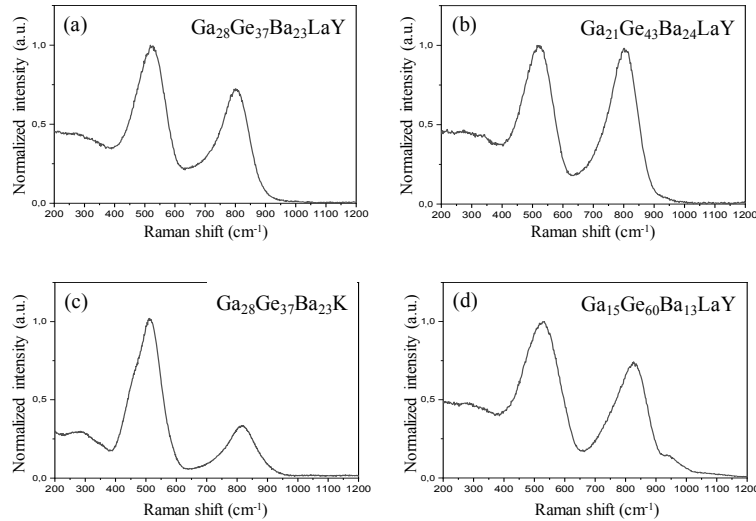 (a)
Ga₂₈Ge₃₇Ba₂₃LaY
Normalized intensity (a.u.)
1,0
0,5
0,0
200 300 400 500 600 700 800 900 1000 1100 1200
Raman shift (cm⁻¹)
(b)
Ga₂₁Ge₄₃Ba₂₄LaY
Normalized intensity (a.u.)
1,0
0,5
0,0
200 300 400 500 600 700 800 900 1000 1100 1200
Raman shift (cm⁻¹)
(c)
Ga₂₈Ge₃₇Ba₂₃K
Normalized intensity (a.u.)
1,0
0,5
0,0
200 300 400 500 600 700 800 900 1000 1100 1200
Raman shift (cm⁻¹)
(d)
Ga₁₅Ge₆₀Ba₁₃LaY
Normalized intensity (a.u.)
1,0
0,5
0,0
200 300 400 500 600 700 800 900 1000 1100 1200
Raman shift (cm⁻¹)